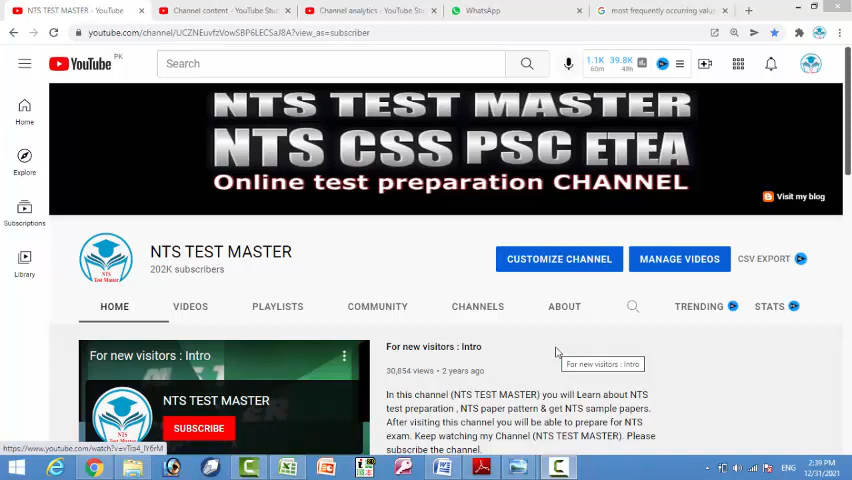 NTS TEST MASTER - YouTube
Channel content - YouTube Stu
Channel analytics - YouTube Stu
WhatsApp
most frequently occurring value
youtube.com/channel/UCZNEuvfzVowSBP6LECSaJ8A?view_as=subscriber
YouTube PK
Search
1.1K 39.8K
60m 48h
NTS TEST MASTER
NTS CSS PSC ETEA
Online test preparation CHANNEL
Visit my blog
Home
Explore
Subscriptions
Library
NTS TEST MASTER
202K subscribers
CUSTOMIZE CHANNEL
MANAGE VIDEOS
CSV EXPORT
HOME VIDEOS PLAYLISTS COMMUNITY CHANNELS ABOUT TRENDING STATS
For new visitors : Intro
NTS TEST MASTER
SUBSCRIBE
NTS
Test Master
For new visitors : Intro
30,854 views • 2 years ago
For new visitors : Intro
In this channel (NTS TEST MASTER) you will Learn about NTS
test preparation , NTS paper pattern & get NTS sample papers.
After visiting this channel you will be able to prepare for NTS
exam. Keep watching my Channel (NTS TEST MASTER). Please
subscribe the channel.
ENG
2:39 PM
12/31/2021